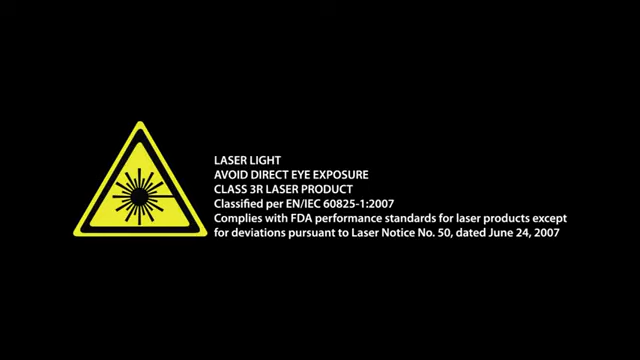 LASER LIGHT
AVOID DIRECT EYE EXPOSURE
CLASS 3R LASER PRODUCT
Classified per EN/IEC 60825-1:2007
Complies with FDA performance standards for laser products except
for deviations pursuant to Laser Notice No. 50, dated June 24, 2007